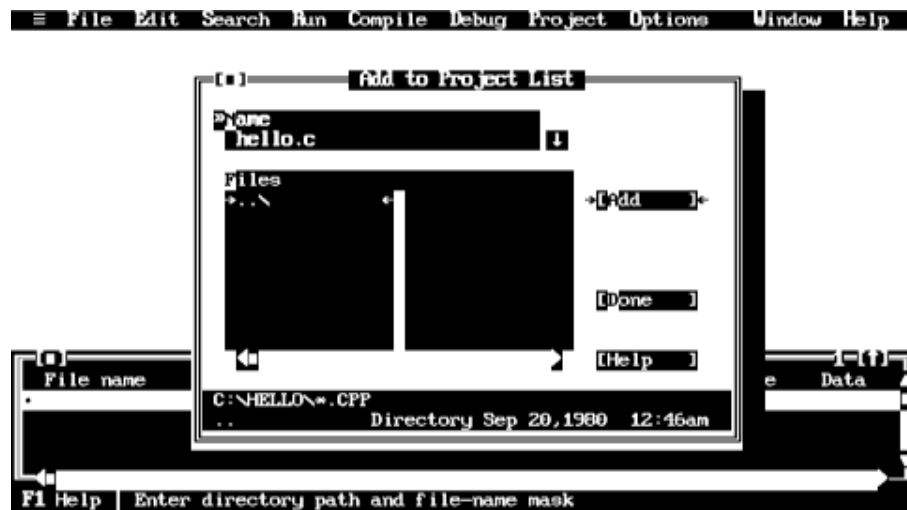 ≡ File Edit Search Run Compile Debug Project Options Window Help
[■] Add to Project List
»Name
hello.c ↓
Files
→..\ ←
→[Add ]←
[Done ]
[Help ]
[■] 1-[↑]
File name e Data
C:\HELLO\*.CPP
.. Directory Sep 20,1980 12:46am
F1 Help | Enter directory path and file-name mask